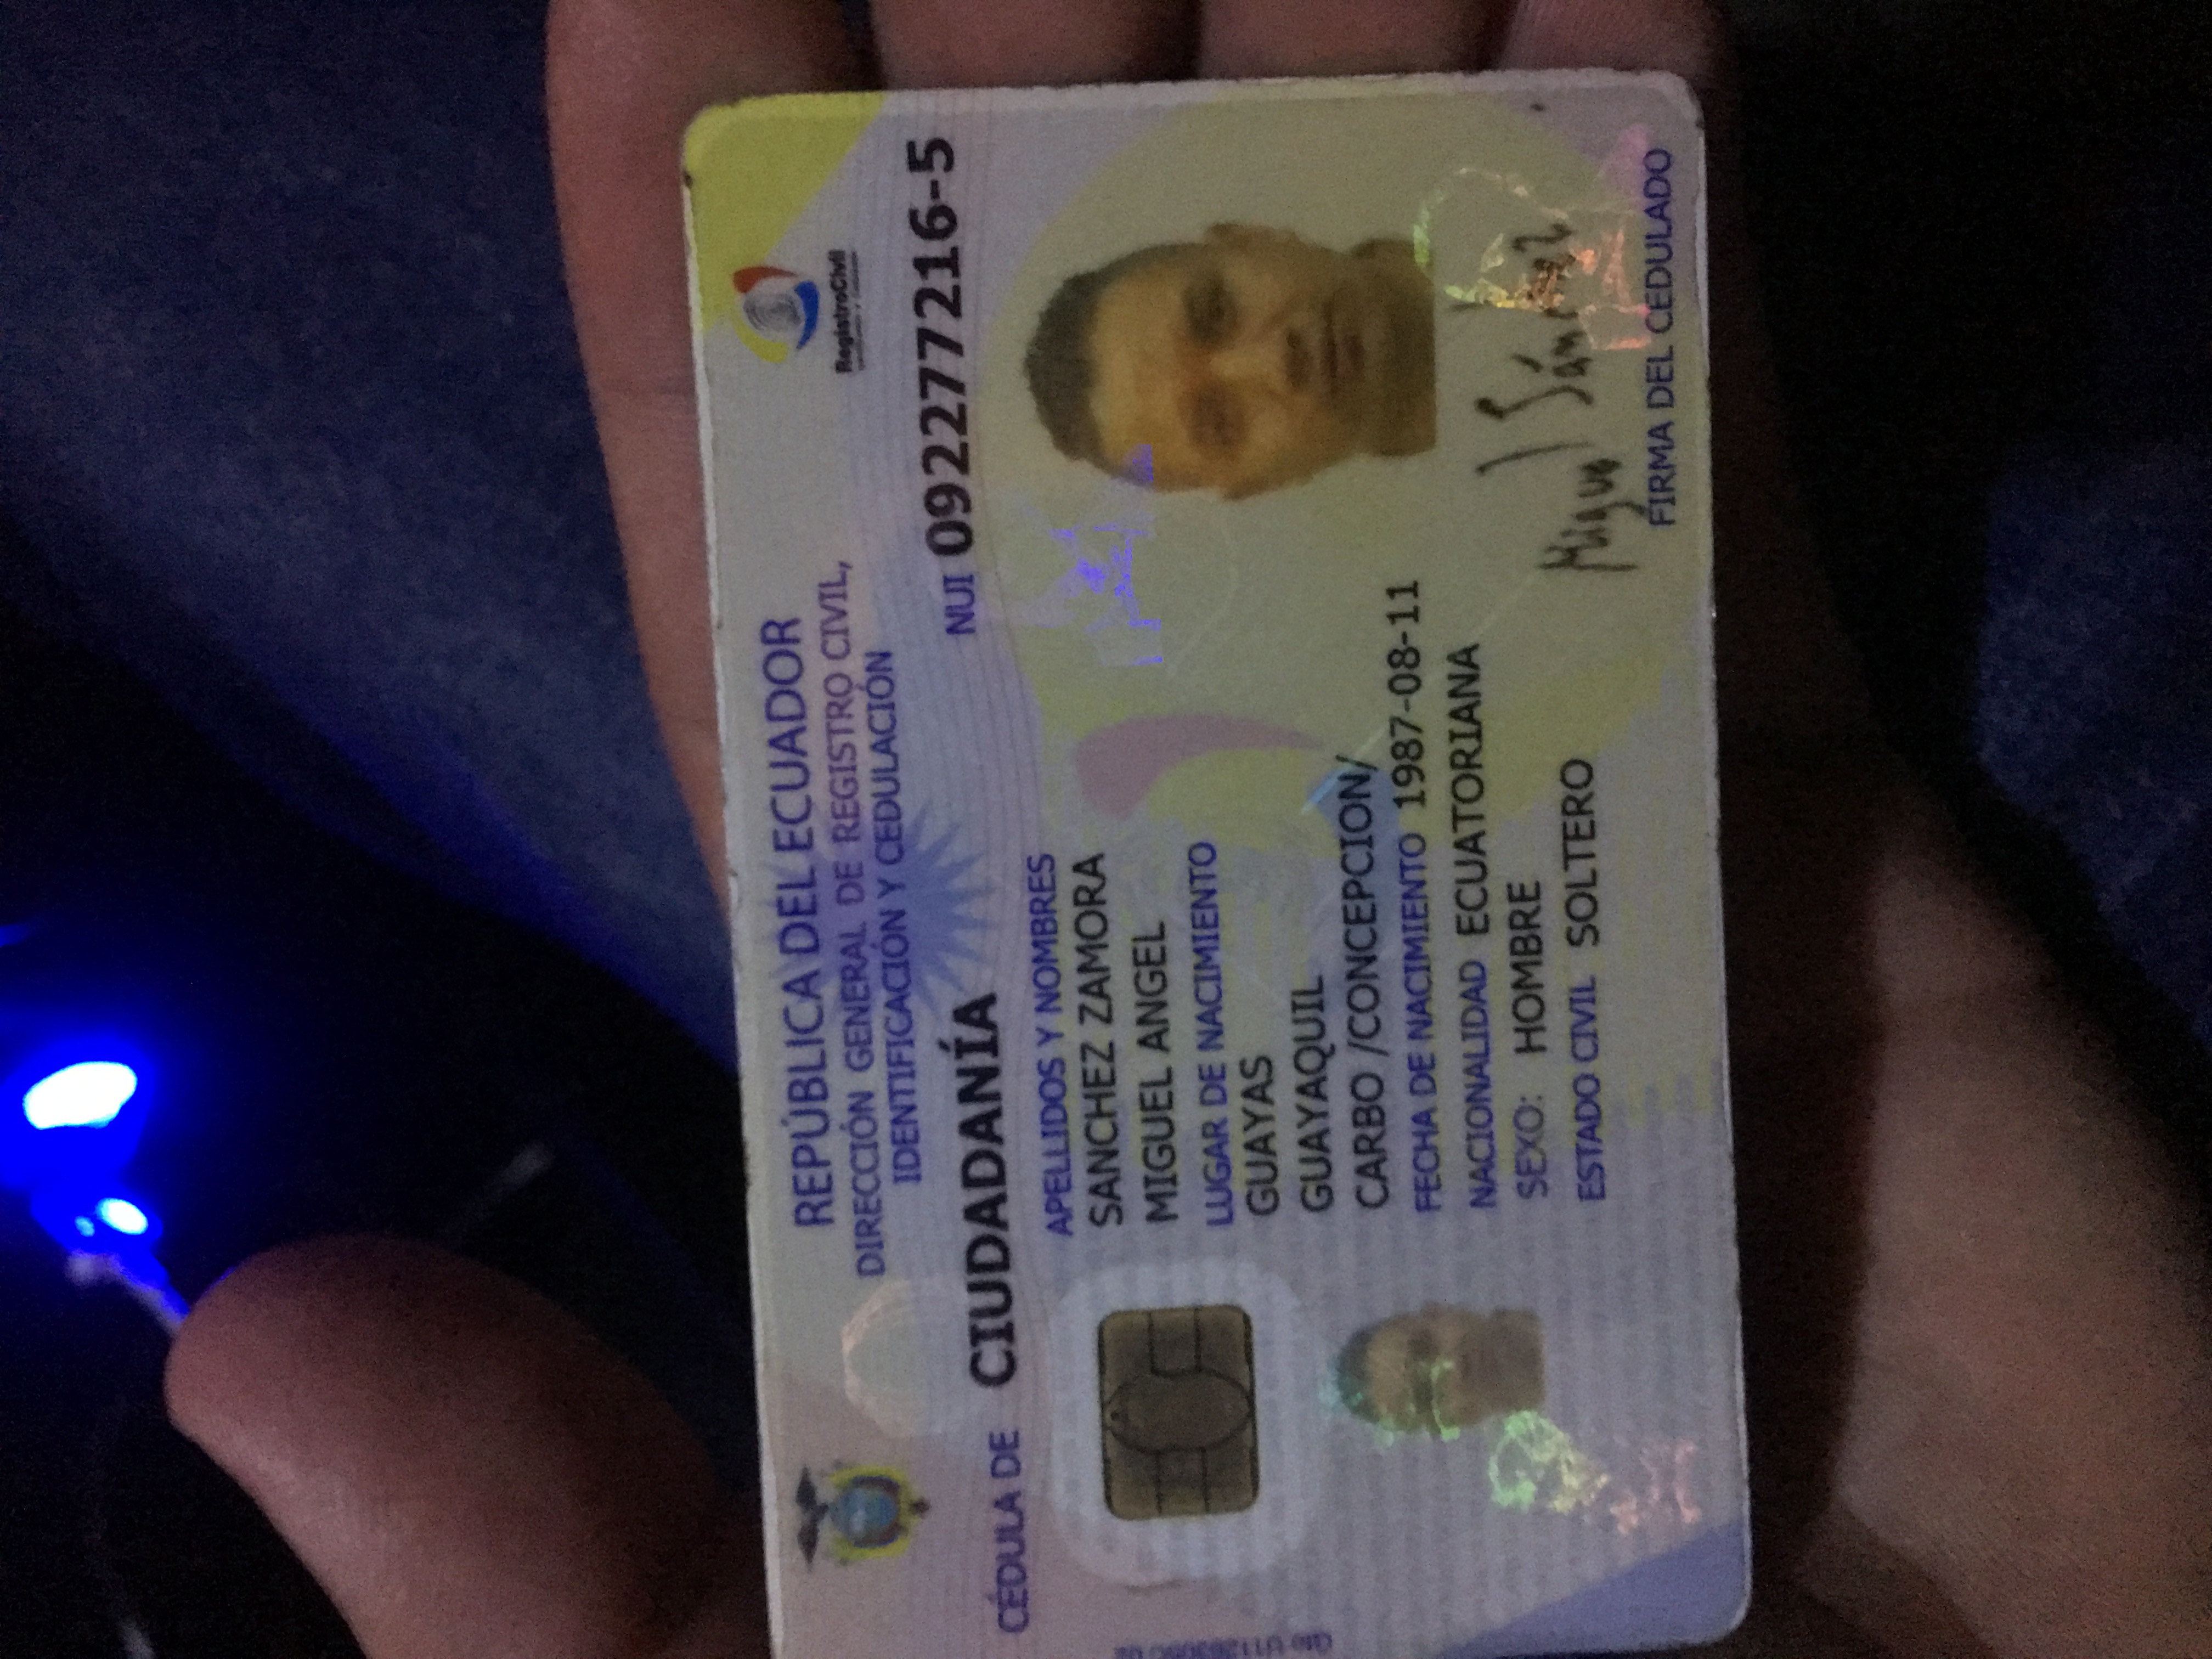 REPÚBLICA DEL ECUADOR
DIRECCIÓN GENERAL DE REGISTRO CIVIL,
IDENTIFICACIÓN Y CEDULACIÓN
RegistroCivil
CÉDULA DE CIUDADANÍA
NUI 092277216-5
APELLIDOS Y NOMBRES
SANCHEZ ZAMORA
MIGUEL ANGEL
LUGAR DE NACIMIENTO
GUAYAS
GUAYAQUIL
CARBO /CONCEPCION/
FECHA DE NACIMIENTO 1987-08-11
NACIONALIDAD ECUATORIANA
SEXO: HOMBRE
ESTADO CIVIL SOLTERO
Miguel Sánchez
FIRMA DEL CEDULADO